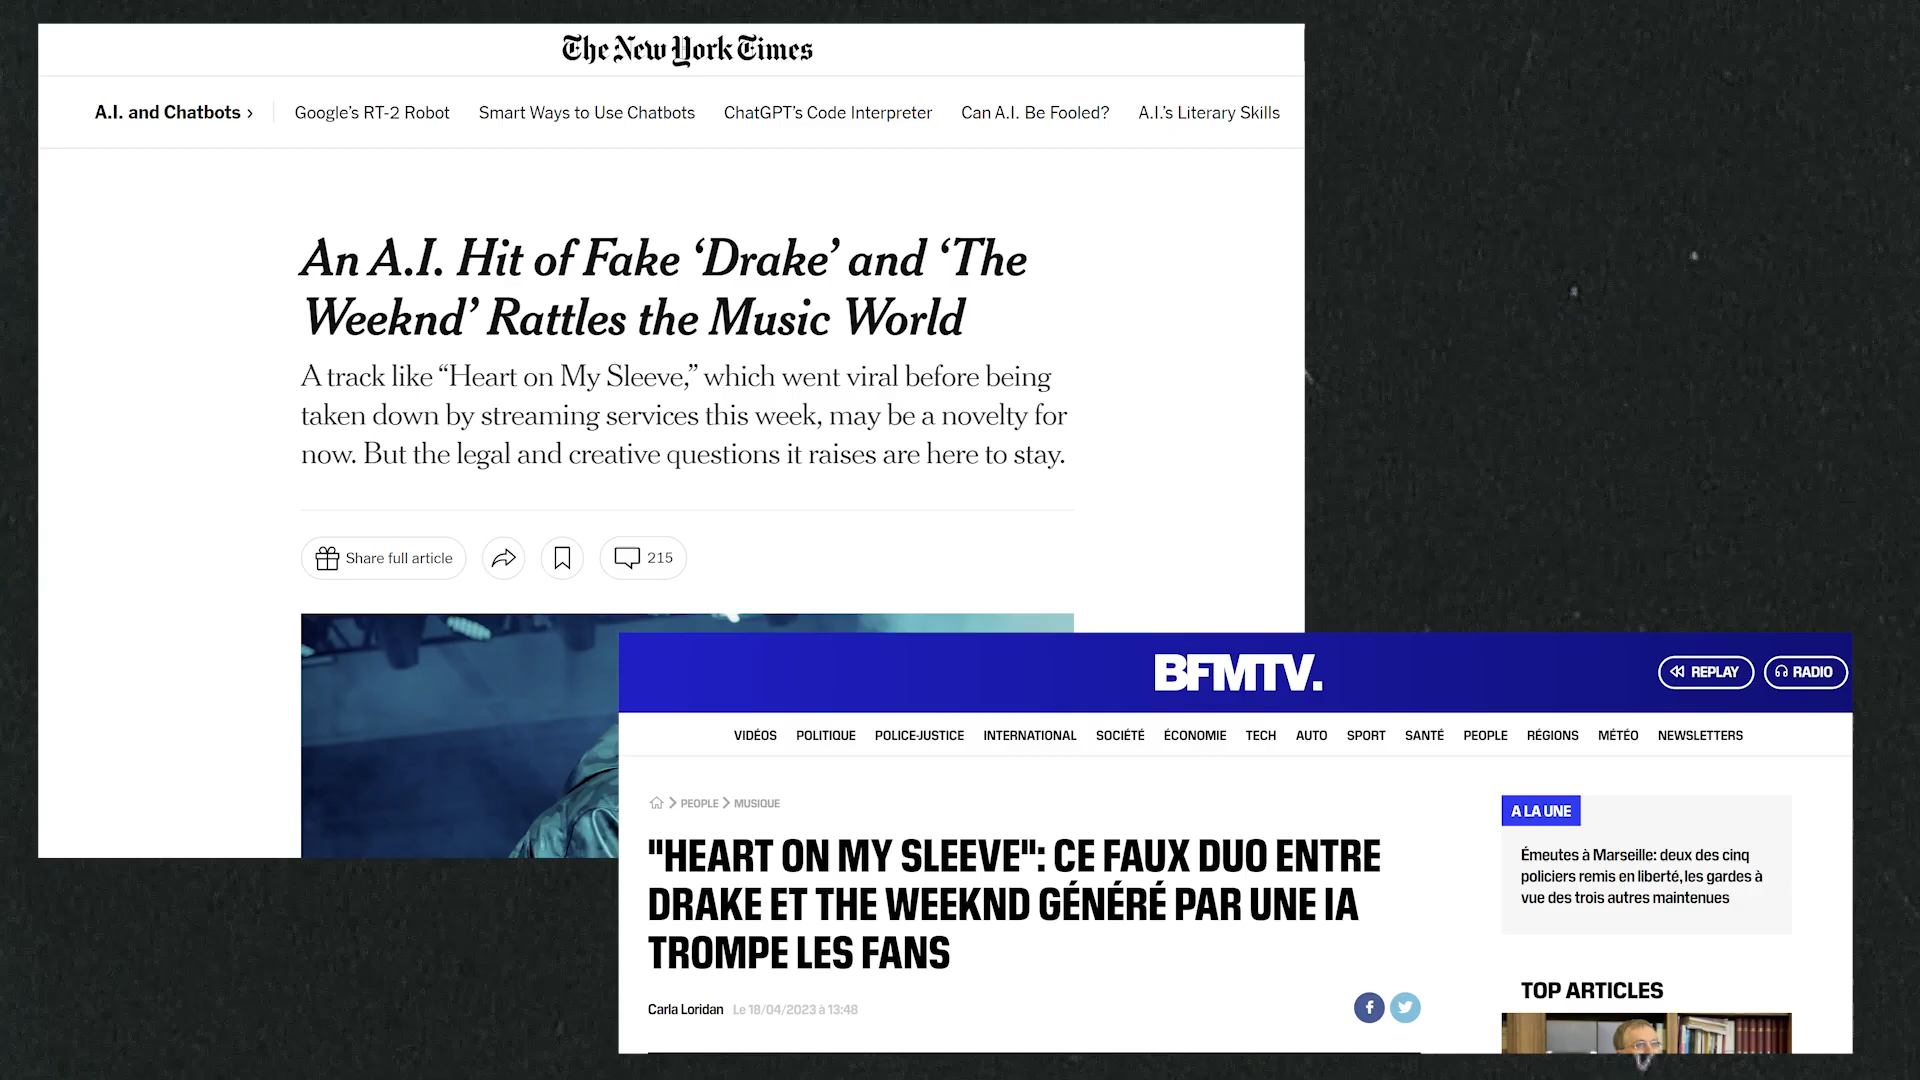 The New York Times
A.I. and Chatbots › Google's RT-2 Robot Smart Ways to Use Chatbots ChatGPT's Code Interpreter Can A.I. Be Fooled? A.I.'s Literary Skills
An A.I. Hit of Fake ‘Drake’ and ‘The
Weeknd’ Rattles the Music World
A track like “Heart on My Sleeve,” which went viral before being
taken down by streaming services this week, may be a novelty for
now. But the legal and creative questions it raises are here to stay.
Share full article 215
BFMTV.
REPLAY RADIO
VIDÉOS POLITIQUE POLICE-JUSTICE INTERNATIONAL SOCIÉTÉ ÉCONOMIE TECH AUTO SPORT SANTÉ PEOPLE RÉGIONS MÉTÉO NEWSLETTERS
PEOPLE MUSIQUE
"HEART ON MY SLEEVE": CE FAUX DUO ENTRE
DRAKE ET THE WEEKND GÉNÉRÉ PAR UNE IA
TROMPE LES FANS
Carla Loridan Le 18/04/2023 à 13:48
A LA UNE
Émeutes à Marseille: deux des cinq
policiers remis en liberté, les gardes à
vue des trois autres maintenues
TOP ARTICLES